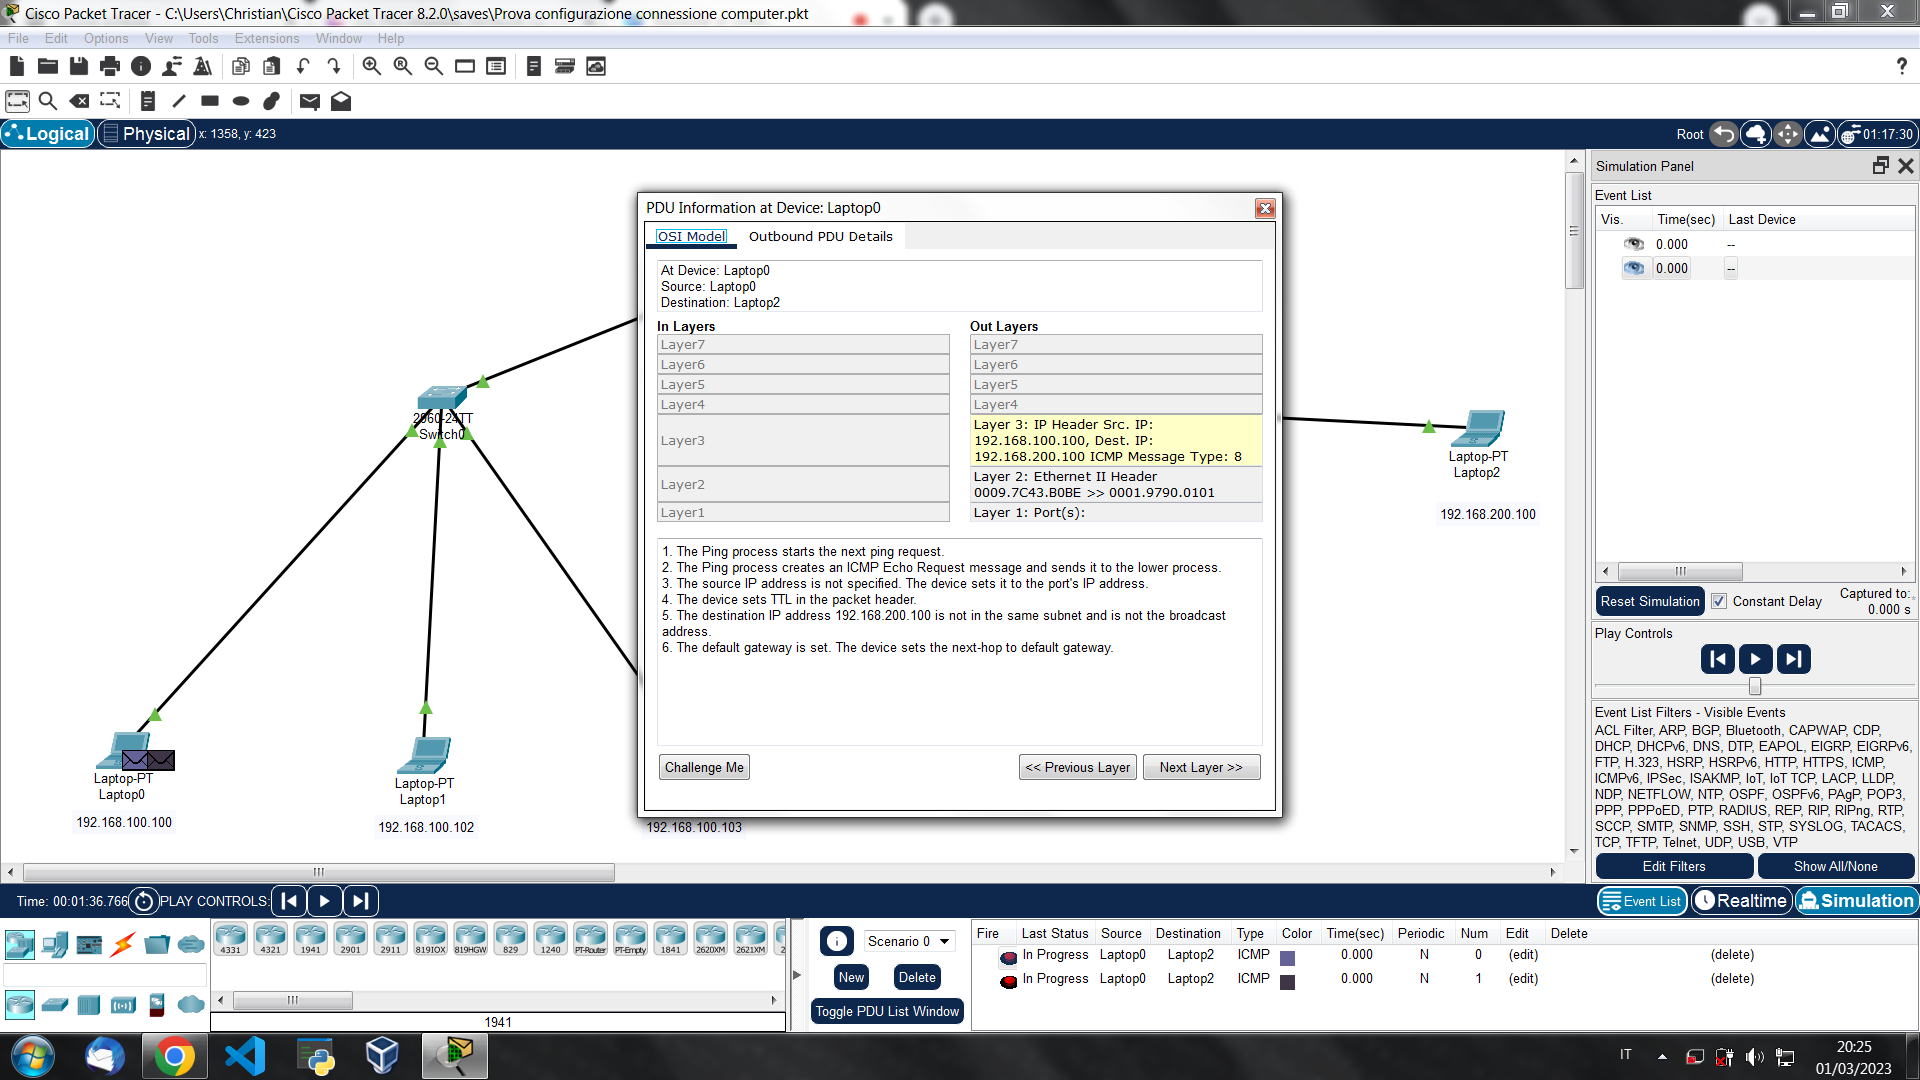 Cisco Packet Tracer - C:\Users\Christian\Cisco Packet Tracer 8.2.0\saves\Prova configurazione connessione computer.pkt
File Edit Options View Tools Extensions Window Help
?
Logical Physical x: 1358, y: 423
Root 01:17:30
PDU Information at Device: Laptop0
OSI Model Outbound PDU Details
At Device: Laptop0
Source: Laptop0
Destination: Laptop2
In Layers
Layer7
Layer6
Layer5
Layer4
Layer3
Layer2
Layer1
Out Layers
Layer7
Layer6
Layer5
Layer4
Layer 3: IP Header Src. IP:
192.168.100.100, Dest. IP:
192.168.200.100 ICMP Message Type: 8
Layer 2: Ethernet II Header
0009.7C43.B0BE >> 0001.9790.0101
Layer 1: Port(s):
1. The Ping process starts the next ping request.
2. The Ping process creates an ICMP Echo Request message and sends it to the lower process.
3. The source IP address is not specified. The device sets it to the port's IP address.
4. The device sets TTL in the packet header.
5. The destination IP address 192.168.200.100 is not in the same subnet and is not the broadcast
address.
6. The default gateway is set. The device sets the next-hop to default gateway.
Challenge Me << Previous Layer Next Layer >>
2960-24TT
Switch0
Laptop-PT
Laptop0
192.168.100.100
Laptop-PT
Laptop1
192.168.100.102
192.168.100.103
Laptop-PT
Laptop2
192.168.200.100
Simulation Panel
Event List
Vis. Time(sec) Last Device
0.000 --
0.000 --
Reset Simulation Constant Delay Captured to:
0.000 s
Play Controls
Event List Filters - Visible Events
ACL Filter, ARP, BGP, Bluetooth, CAPWAP, CDP,
DHCP, DHCPv6, DNS, DTP, EAPOL, EIGRP, EIGRPv6,
FTP, H.323, HSRP, HSRPv6, HTTP, HTTPS, ICMP,
ICMPv6, IPSec, ISAKMP, IoT, IoT TCP, LACP, LLDP,
NDP, NETFLOW, NTP, OSPF, OSPFv6, PAgP, POP3,
PPP, PPPoED, PTP, RADIUS, REP, RIP, RIPng, RTP,
SCCP, SMTP, SNMP, SSH, STP, SYSLOG, TACACS,
TCP, TFTP, Telnet, UDP, USB, VTP
Edit Filters Show All/None
Time: 00:01:36.766 PLAY CONTROLS:
Event List Realtime Simulation
4331 4321 1941 2901 2911 819IOX 819HGW 829 1240 PT-Router PT-Empty 1841 2620XM 2621XM 2
1941
Scenario 0
New Delete
Toggle PDU List Window
Fire Last Status Source Destination Type Color Time(sec) Periodic Num Edit Delete
In Progress Laptop0 Laptop2 ICMP 0.000 N 0 (edit) (delete)
In Progress Laptop0 Laptop2 ICMP 0.000 N 1 (edit) (delete)
IT
20:25
01/03/2023